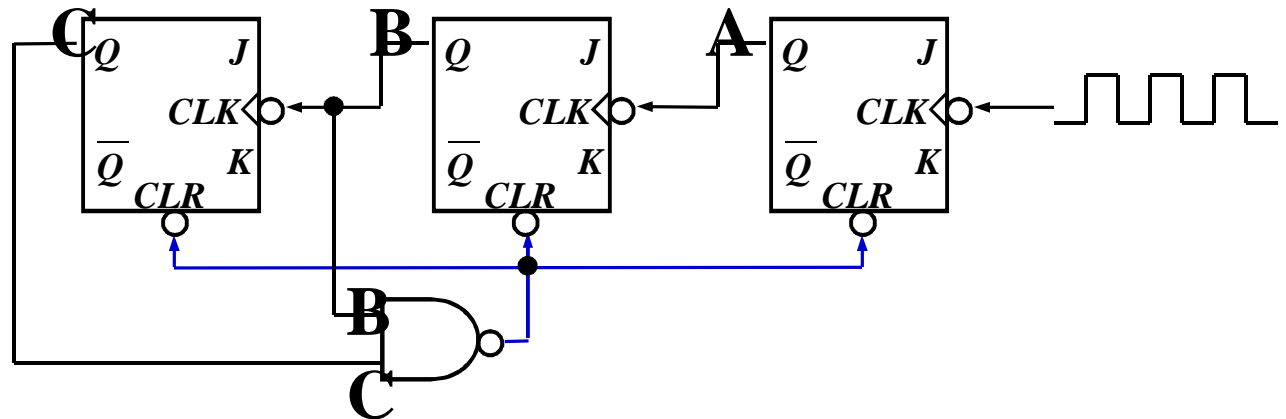 C B A
Q J Q J Q J
CLK CLK CLK
Q̅ K Q̅ K Q̅ K
CLR CLR CLR
B
C